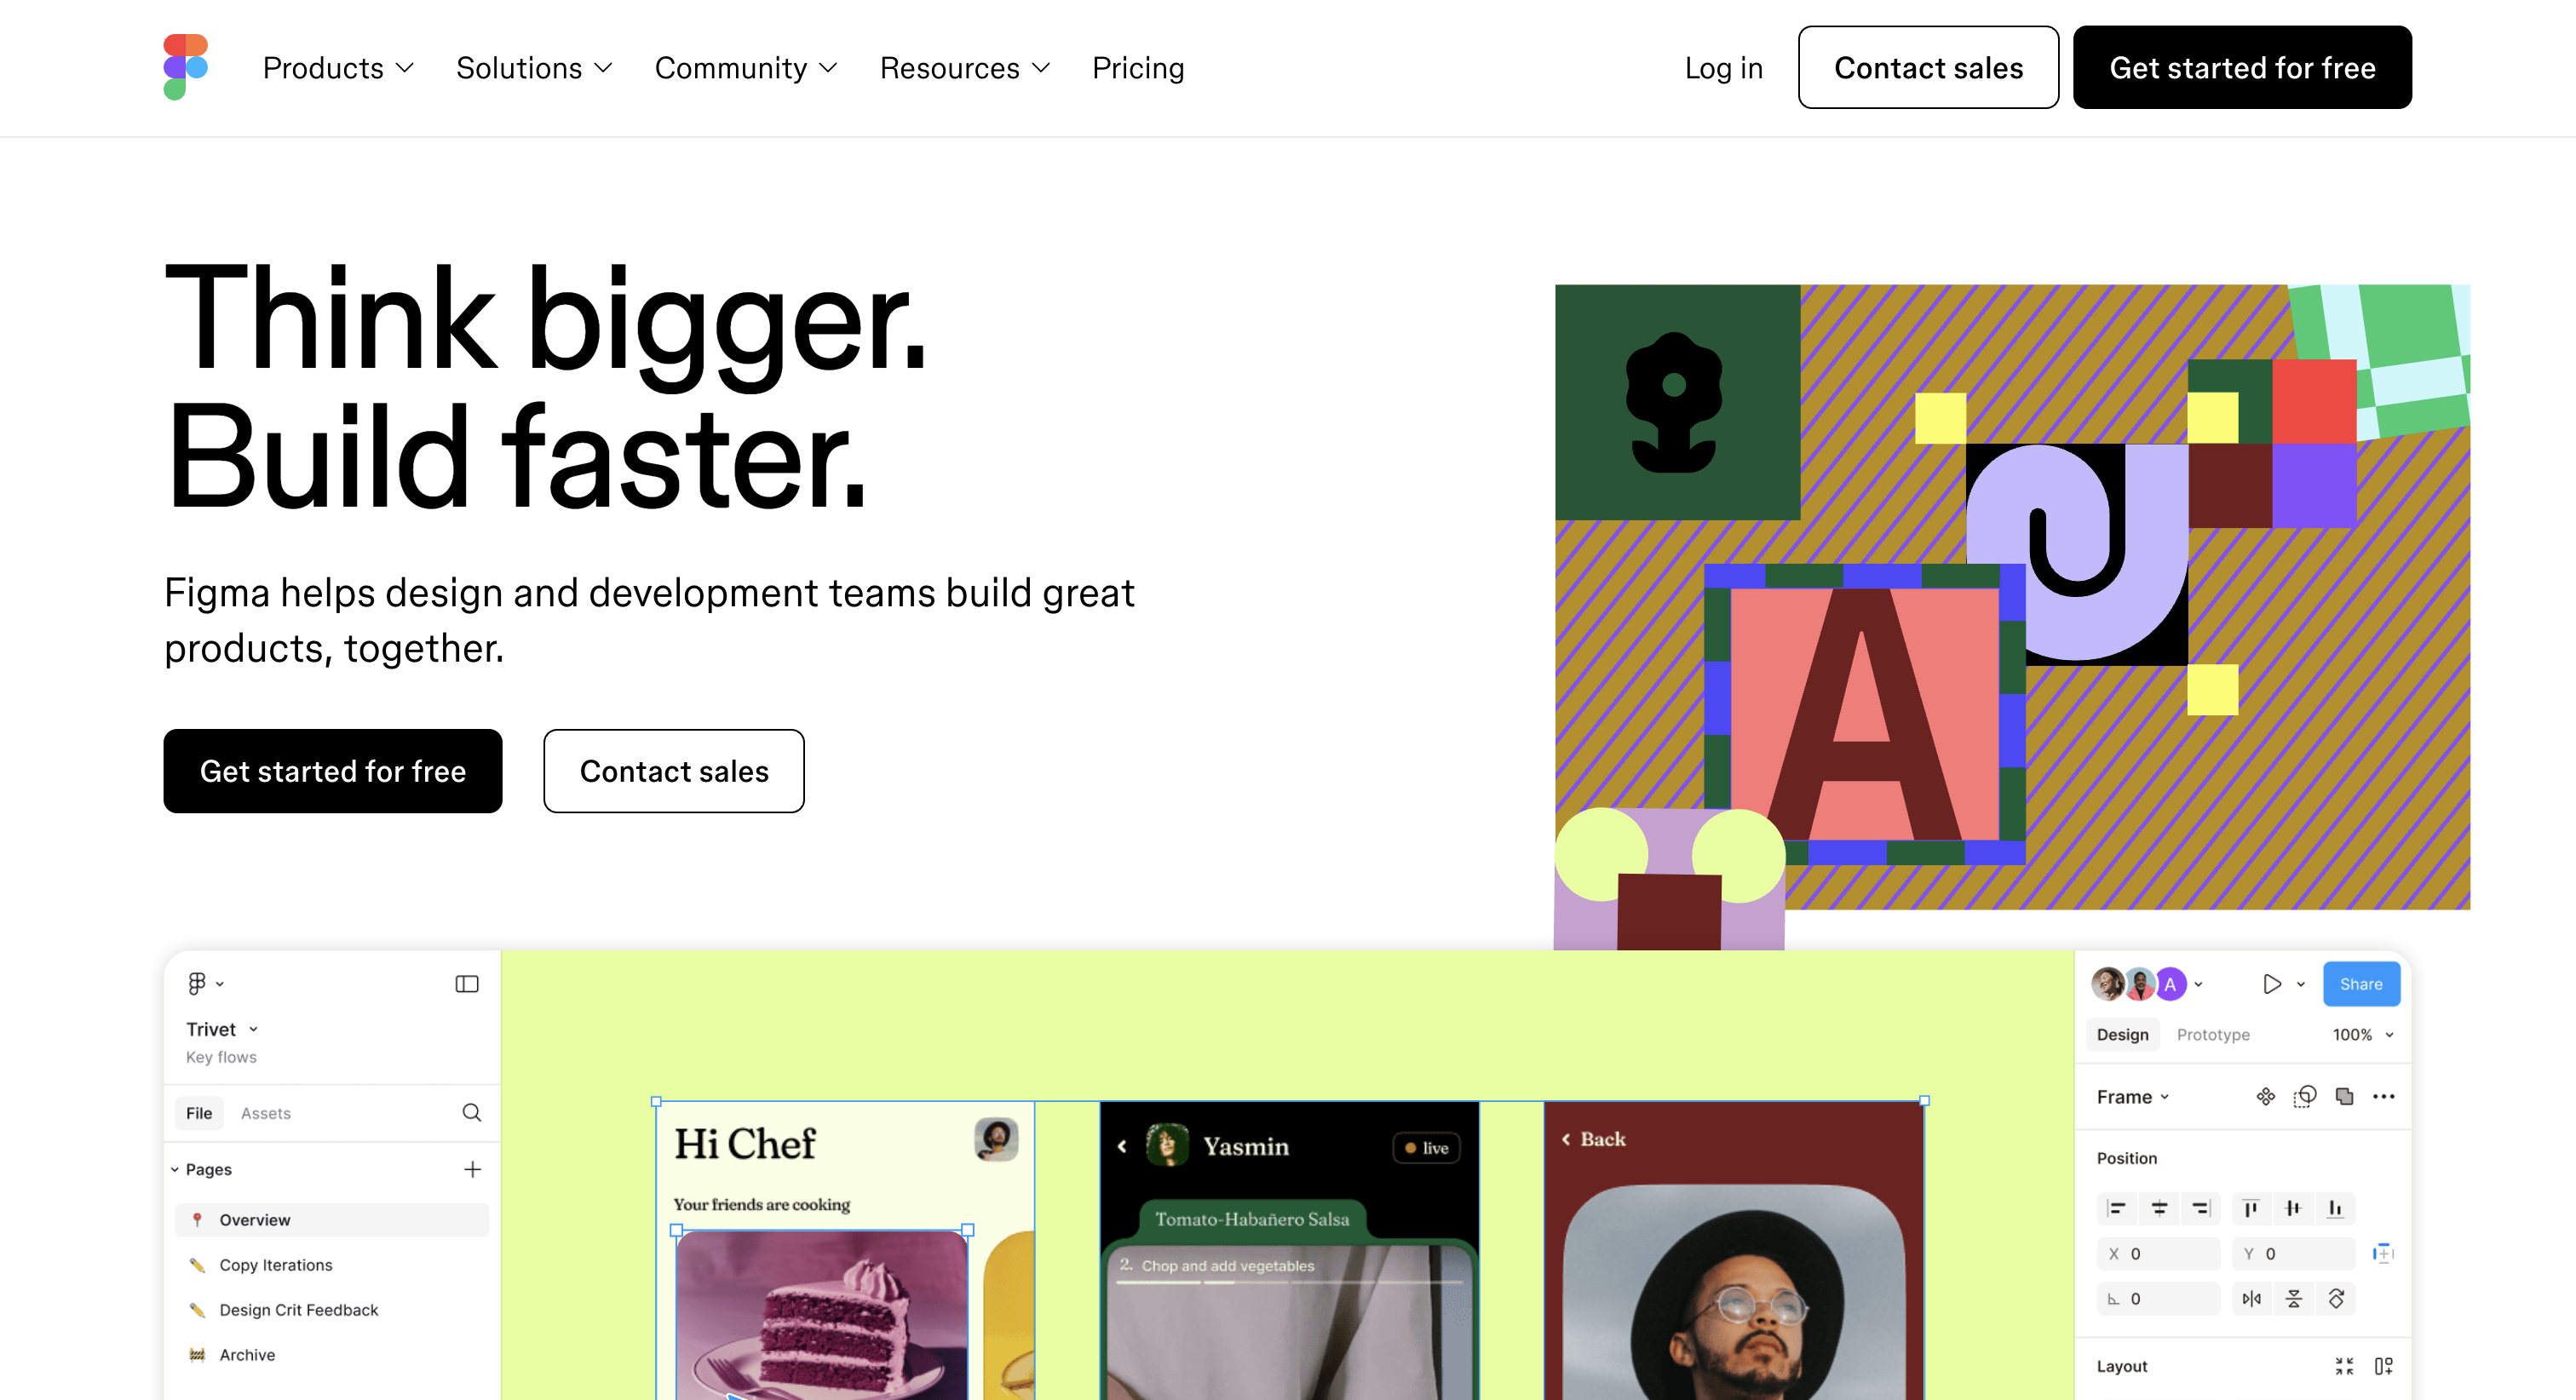 Products
Solutions
Community
Resources
Pricing
Log in
Contact sales
Get started for free
Think bigger.
Build faster.
Figma helps design and development teams build great
products, together.
Get started for free
Contact sales
A
Trivet
Key flows
File
Assets
Pages
Overview
Copy Iterations
Design Crit Feedback
Archive
Hi Chef
Your friends are cooking
Yasmin
live
Tomato-Habañero Salsa
2. Chop and add vegetables
Back
A
Share
Design
Prototype
100%
Frame
Position
X 0
Y 0
0
Layout